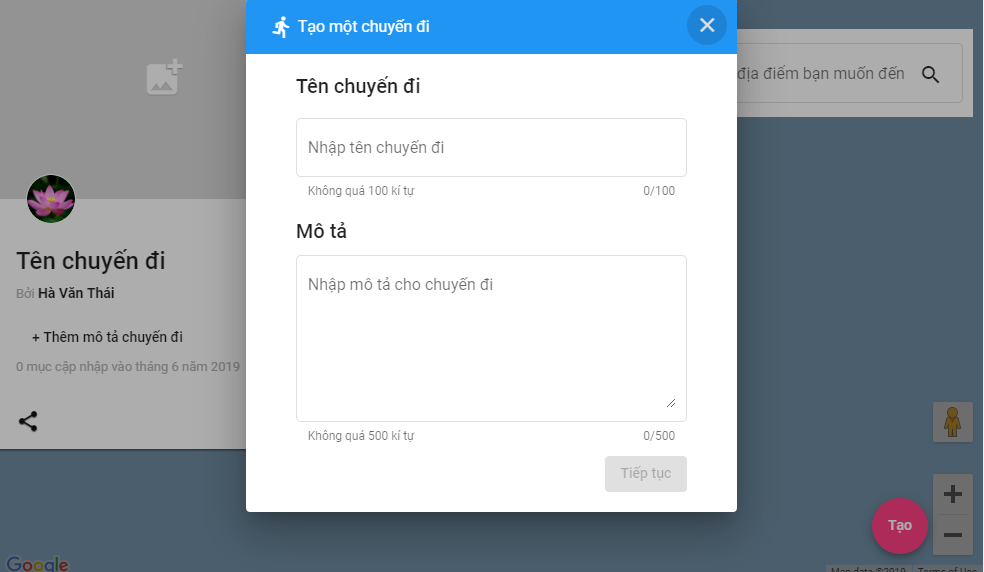 Tạo một chuyến đi
Tên chuyến đi
Nhập tên chuyến đi
Không quá 100 kí tự 0/100
Mô tả
Nhập mô tả cho chuyến đi
Không quá 500 kí tự 0/500
Tiếp tục
địa điểm bạn muốn đến
Tên chuyến đi
Bởi Hà Văn Thái
+ Thêm mô tả chuyến đi
0 mục cập nhập vào tháng 6 năm 2019
Tạo
Google
Map data ©2019 Terms of Use